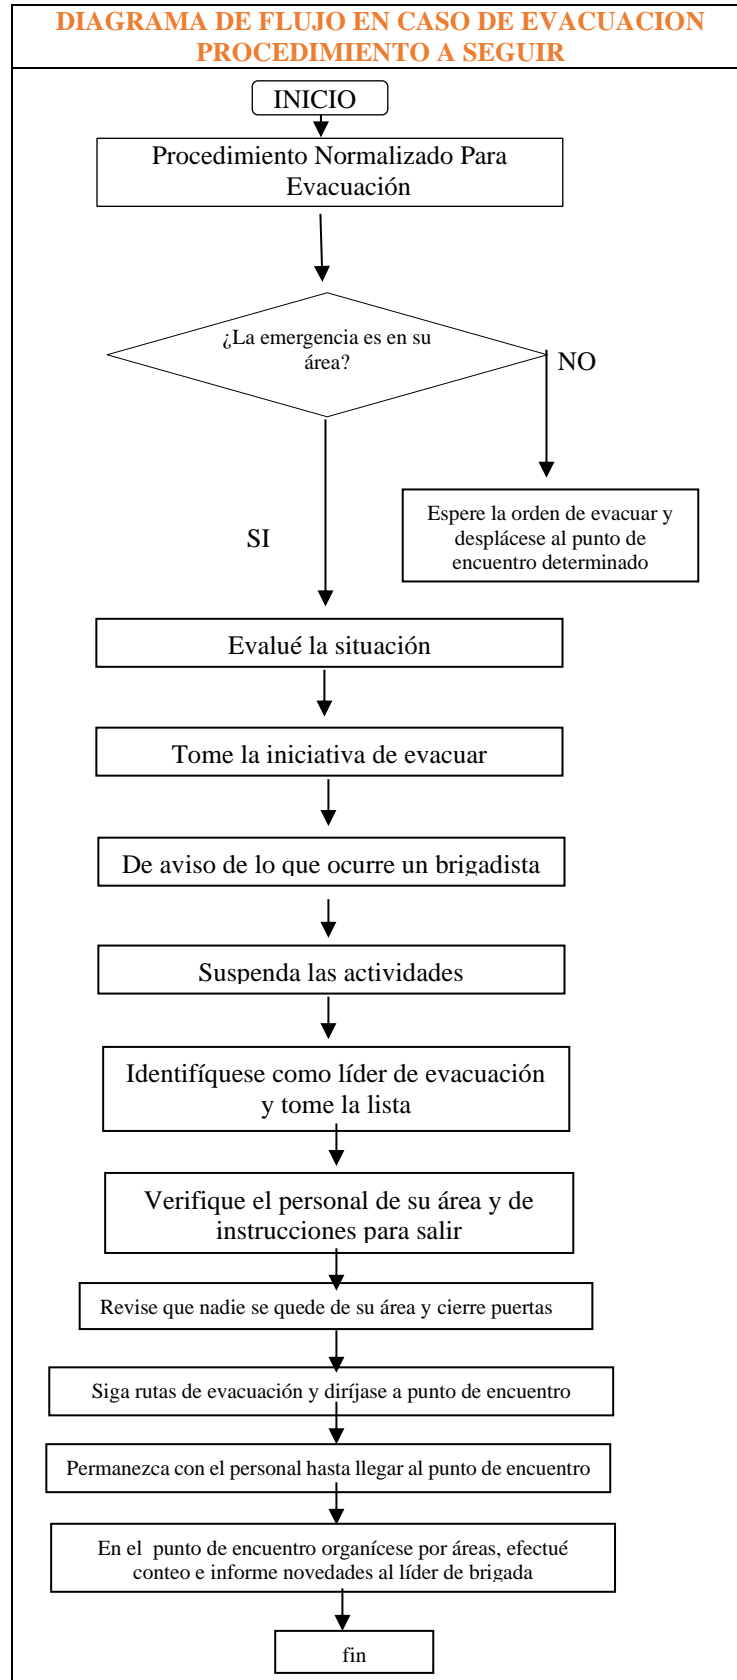 DIAGRAMA DE FLUJO EN CASO DE EVACUACION
PROCEDIMIENTO A SEGUIR
INICIO
Procedimiento Normalizado Para
Evacuación
¿La emergencia es en su
área?
NO
Espere la orden de evacuar y
desplácese al punto de
encuentro determinado
SI
Evalué la situación
Tome la iniciativa de evacuar
De aviso de lo que ocurre un brigadista
Suspenda las actividades
Identifíquese como líder de evacuación
y tome la lista
Verifique el personal de su área y de
instrucciones para salir
Revise que nadie se quede de su área y cierre puertas
Siga rutas de evacuación y diríjase a punto de encuentro
Permanezca con el personal hasta llegar al punto de encuentro
En el punto de encuentro organícese por áreas, efectué
conteo e informe novedades al líder de brigada
fin